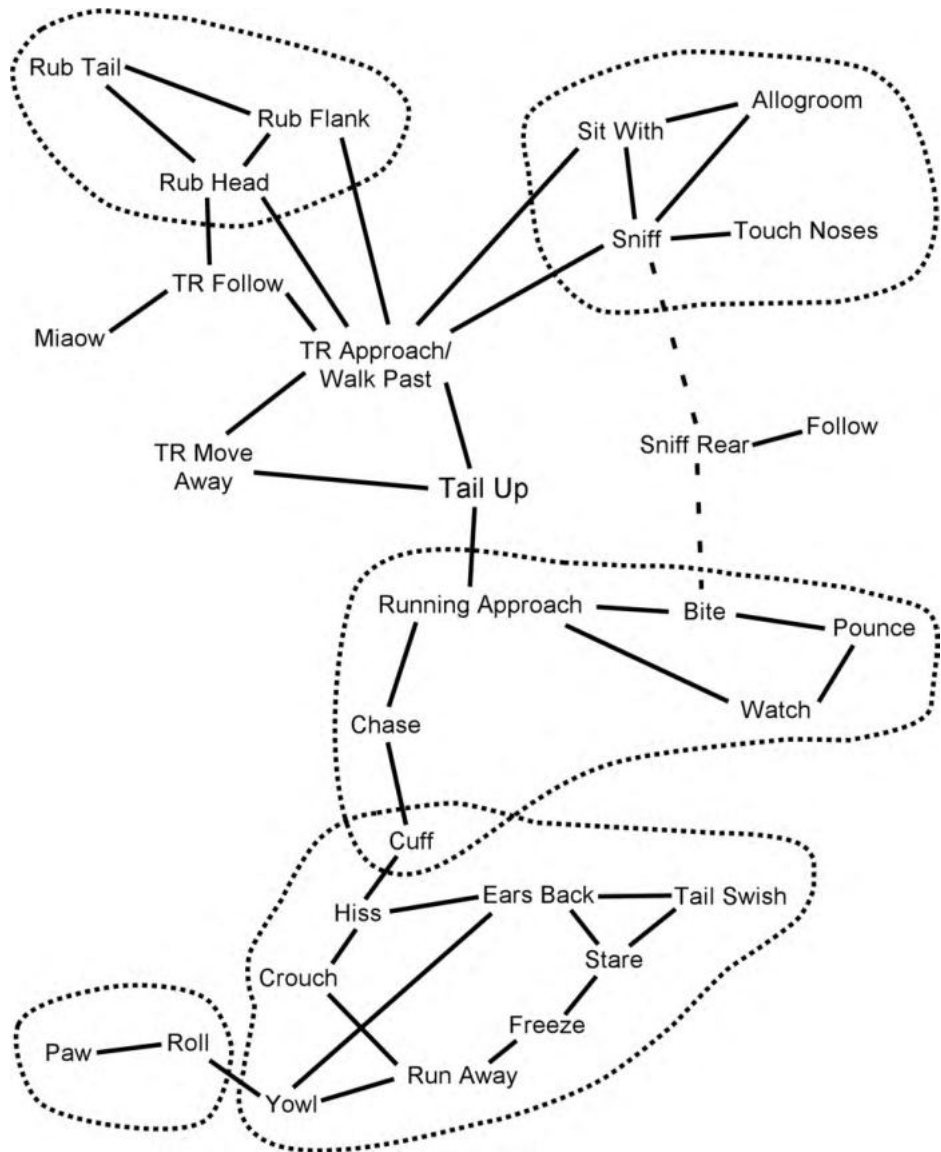 Rub Tail
Rub Flank
Rub Head
Allogroom
Sit With
Sniff
Touch Noses
TR Follow
Miaow
TR Approach/
Walk Past
TR Move
Away
Tail Up
Sniff Rear
Follow
Running Approach
Bite
Pounce
Watch
Chase
Cuff
Hiss
Ears Back
Tail Swish
Crouch
Stare
Freeze
Run Away
Paw
Roll
Yowl